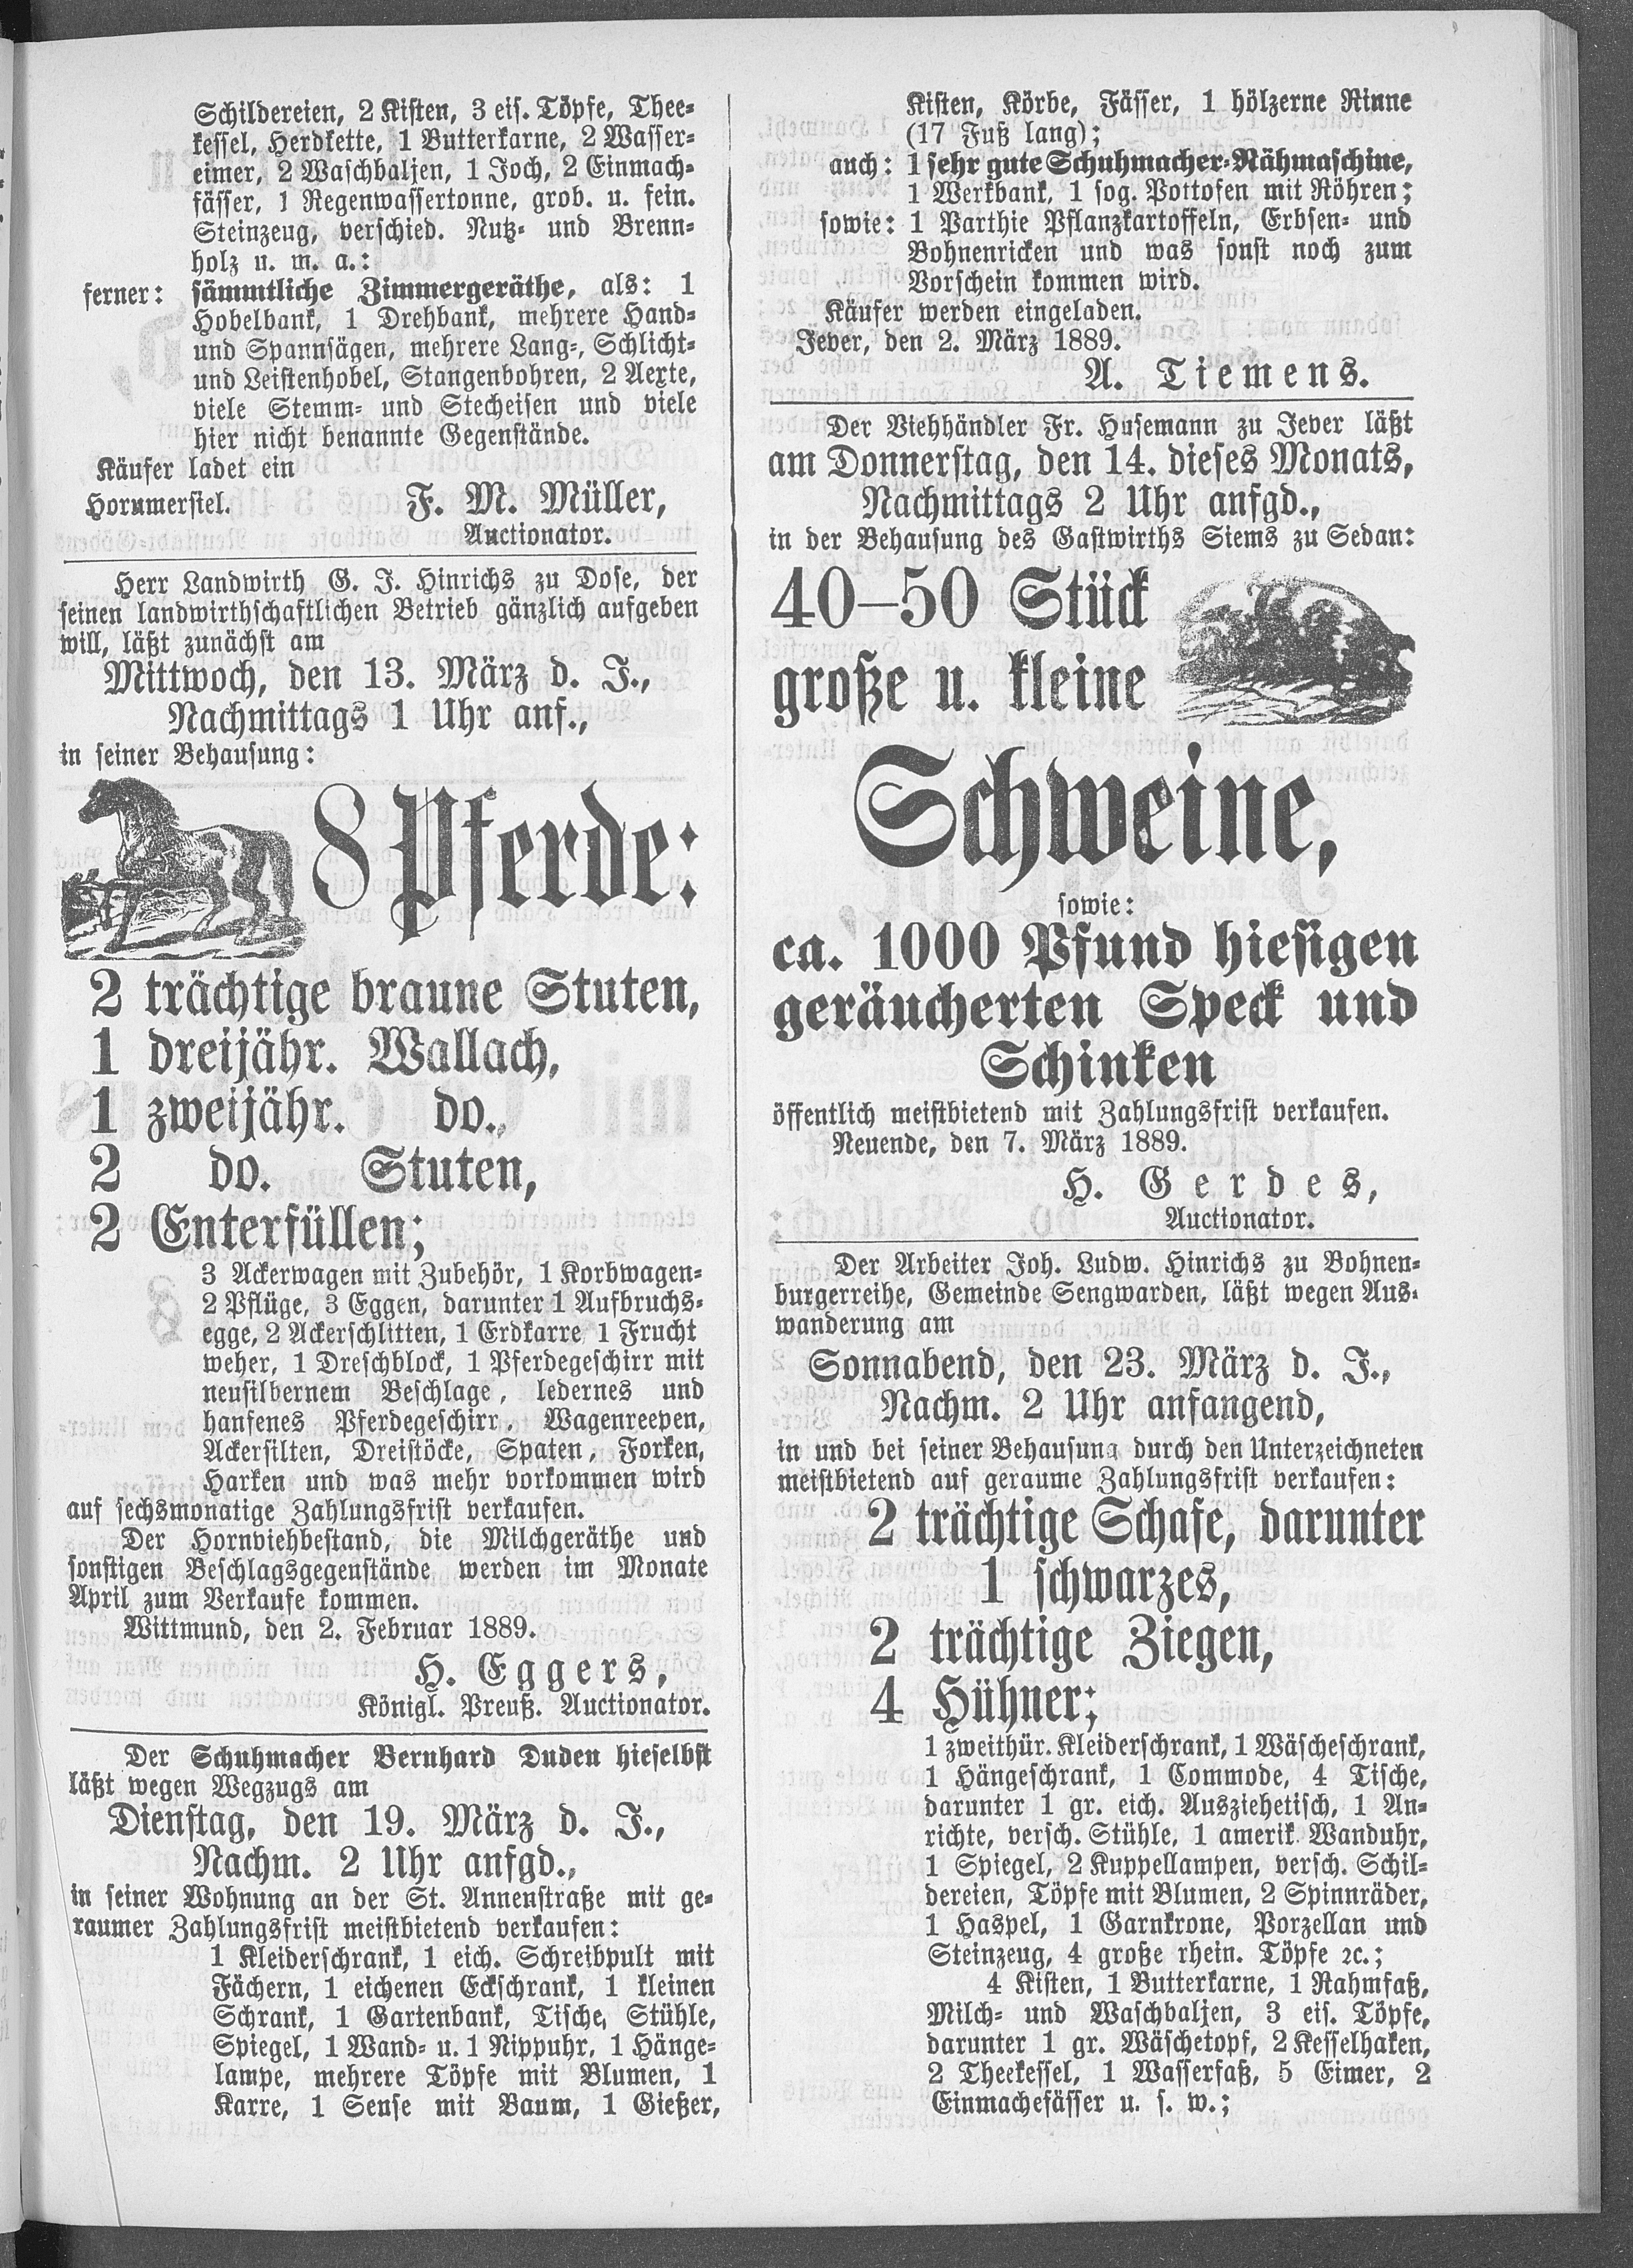 Schildereien, 2 Kisten, 3 eis. Töpfe, Thee-
kessel, Herdkette, 1 Butterkarne, 2 Wasser-
eimer, 2 Waschbaljen, 1 Joch, 2 Einmach-
fässer, 1 Regenwassertonne, grob. u. fein.
Steinzeug, verschied. Nutz- und Brenn-
holz u. m. a.:
ferner: sämmtliche Zimmergeräthe, als: 1
Hobelbank, 1 Drehbank, mehrere Hand-
und Spannsägen, mehrere Lang-, Schlicht-
und Leistenhobel, Stangenbohren, 2 Aexte,
viele Stemm- und Stecheisen und viele
hier nicht benannte Gegenstände.
Käufer ladet ein
Horumersiel. F. M. Müller,
Auctionator.
Herr Landwirth G. J. Hinrichs zu Dose, der
seinen landwirthschaftlichen Betrieb gänzlich aufgeben
will, läßt zunächst am
Mittwoch, den 13. März d. J.,
Nachmittags 1 Uhr anf.,
in seiner Behausung:
8 Pferde:
2 trächtige braune Stuten,
1 dreijähr. Wallach,
1 zweijähr. do.,
2 do. Stuten,
2 Enterfüllen;
3 Ackerwagen mit Zubehör, 1 Korbwagen-
2 Pflüge, 3 Eggen, darunter 1 Aufbruchs-
egge, 2 Ackerschlitten, 1 Erdkarre 1 Frucht
weher, 1 Dreschblock, 1 Pferdegeschirr mit
neusilbernem Beschlage, ledernes und
hanfenes Pferdegeschirr, Wagenreepen,
Ackersilten, Dreistöcke, Spaten, Forken,
Harken und was mehr vorkommen wird
auf sechsmonatige Zahlungsfrist verkaufen.
Der Hornviehbestand, die Milchgeräthe und
sonstigen Beschlagsgegenstände werden im Monate
April zum Verkaufe kommen.
Wittmund, den 2. Februar 1889.
H. Eggers,
Königl. Preuß. Auctionator.
Der Schuhmacher Bernhard Duden hieselbst
läßt wegen Wegzugs am
Dienstag, den 19. März d. J.,
Nachm. 2 Uhr anfgd.,
in seiner Wohnung an der St. Annenstraße mit ge-
raumer Zahlungsfrist meistbietend verkaufen:
1 Kleiderschrank, 1 eich. Schreibpult mit
Fächern, 1 eichenen Eckschrank, 1 kleinen
Schrank, 1 Gartenbank, Tische, Stühle,
Spiegel, 1 Wand- u. 1 Nippuhr, 1 Hänge-
lampe, mehrere Töpfe mit Blumen, 1
Karre, 1 Sense mit Baum, 1 Gießer,
Kisten, Körbe, Fässer, 1 hölzerne Rinne
(17 Fuß lang);
auch: 1 sehr gute Schuhmacher-Nähmaschine,
1 Werkbank, 1 sog. Pottofen mit Röhren;
sowie: 1 Parthie Pflanzkartoffeln, Erbsen- und
Bohnenricken und was sonst noch zum
Vorschein kommen wird.
Käufer werden eingeladen.
Jever, den 2. März 1889.
A. Tiemens.
Der Viehhändler Fr. Husemann zu Jever läßt
am Donnerstag, den 14. dieses Monats,
Nachmittags 2 Uhr anfgd.,
in der Behausung des Gastwirths Siems zu Sedan:
40–50 Stück
große u. kleine
Schweine,
sowie:
ca. 1000 Pfund hiesigen
geräucherten Speck und
Schinken
öffentlich meistbietend mit Zahlungsfrist verkaufen.
Neuende, den 7. März 1889.
H. Gerdes,
Auctionator.
Der Arbeiter Joh. Ludw. Hinrichs zu Bohnen-
burgerreihe, Gemeinde Sengwarden, läßt wegen Aus-
wanderung am
Sonnabend, den 23. März d. J.,
Nachm. 2 Uhr anfangend,
in und bei seiner Behausung durch den Unterzeichneten
meistbietend auf geraume Zahlungsfrist verkaufen:
2 trächtige Schafe, darunter
1 schwarzes,
2 trächtige Ziegen,
4 Hühner;
1 zweithür. Kleiderschrank, 1 Wäscheschrank,
1 Hängeschrank, 1 Commode, 4 Tische,
darunter 1 gr. eich. Ausziehetisch, 1 An-
richte, versch. Stühle, 1 amerik. Wanduhr,
1 Spiegel, 2 Kuppellampen, versch. Schil-
dereien, Töpfe mit Blumen, 2 Spinnräder,
1 Haspel, 1 Garnkrone, Porzellan und
Steinzeug, 4 große rhein. Töpfe ꝛc.;
4 Kisten, 1 Butterkarne, 1 Rahmfaß,
Milch- und Waschbaljen, 3 eis. Töpfe,
darunter 1 gr. Wäschetopf, 2 Kesselhaken,
2 Theekessel, 1 Wasserfaß, 5 Eimer, 2
Einmachefässer u. s. w.;